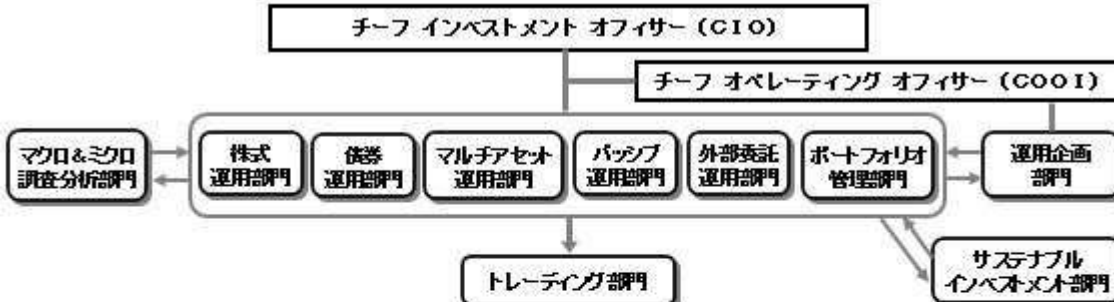 チーフ インベストメント オフィサー (CIO)
チーフ オペレーティング オフィサー (COOI)
マクロ&ミクロ
調査分析部門
株式
運用部門
債券
運用部門
マルチアセット
運用部門
パッシブ
運用部門
外部委託
運用部門
ポートフォリオ
管理部門
運用企画
部門
トレーディング部門
サステナブル
インベストメント部門